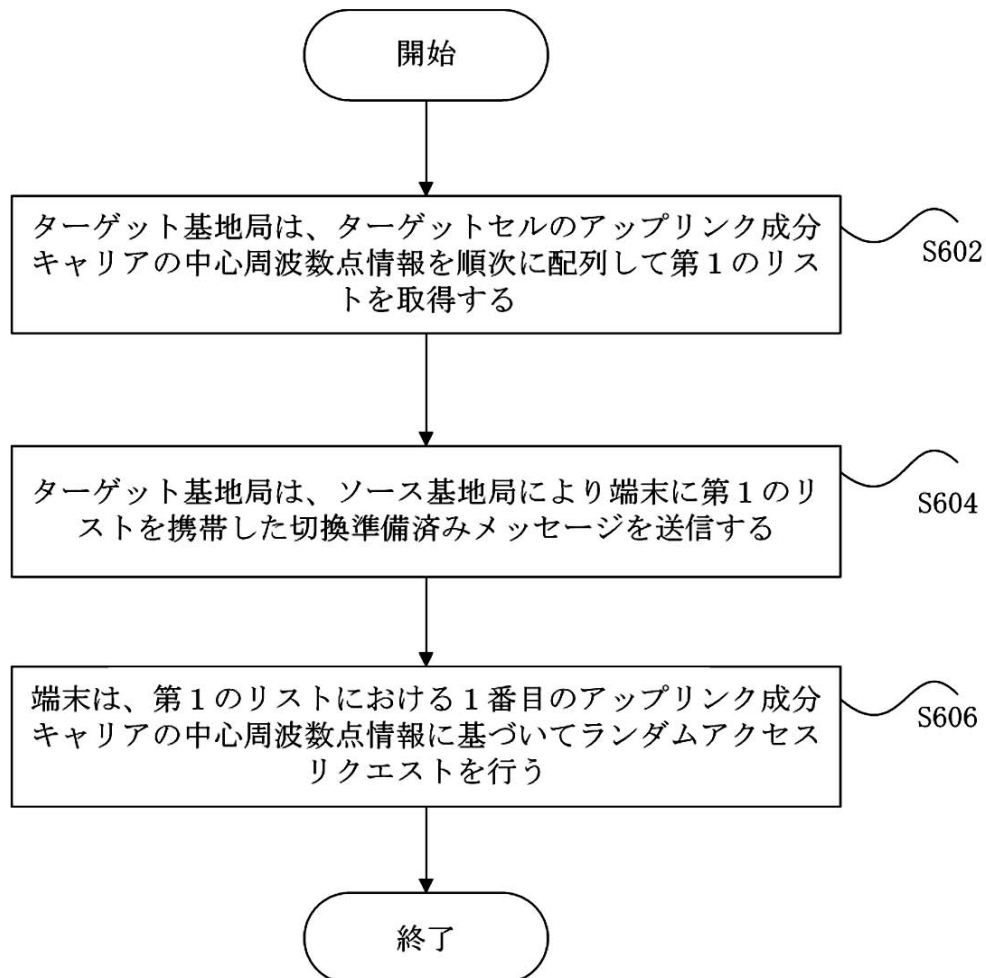 開始
ターゲット基地局は、ターゲットセルのアップリンク成分
キャリアの中心周波数点情報を順次に配列して第１のリス
トを取得する
S602
ターゲット基地局は、ソース基地局により端末に第１のリ
ストを携帯した切換準備済みメッセージを送信する
S604
端末は、第１のリストにおける１番目のアップリンク成分
キャリアの中心周波数点情報に基づいてランダムアクセス
リクエストを行う
S606
終了